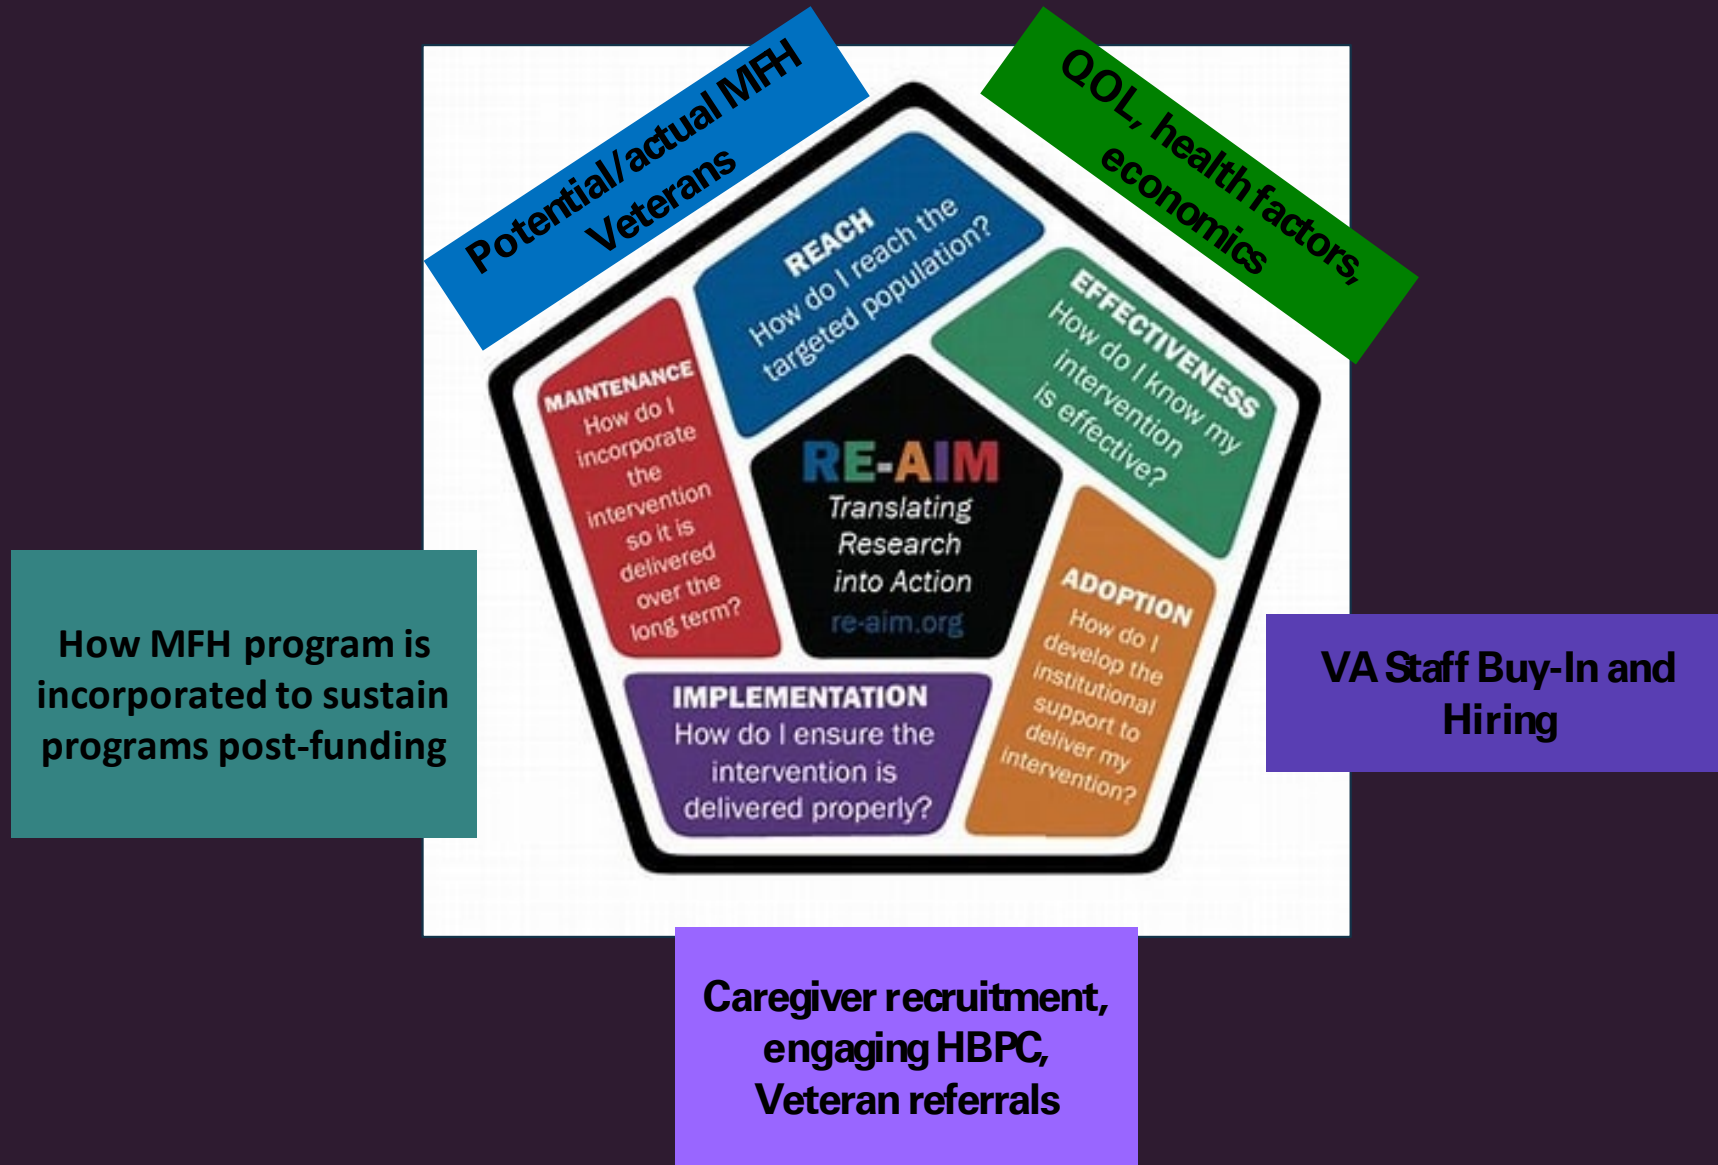 Potential/actual MFH
Veterans
QOL, health factors,
economics
REACH
How do I reach the
targeted population?
EFFECTIVENESS
How do I know my
intervention
is effective?
MAINTENANCE
How do I
incorporate
the
intervention
so it is
delivered
over the
long term?
RE-AIM
Translating
Research
into Action
re-aim.org
ADOPTION
How do I
develop the
institutional
support to
deliver my
intervention?
IMPLEMENTATION
How do I ensure the
intervention is
delivered properly?
How MFH program is
incorporated to sustain
programs post-funding
VA Staff Buy-In and
Hiring
Caregiver recruitment,
engaging HBPC,
Veteran referrals